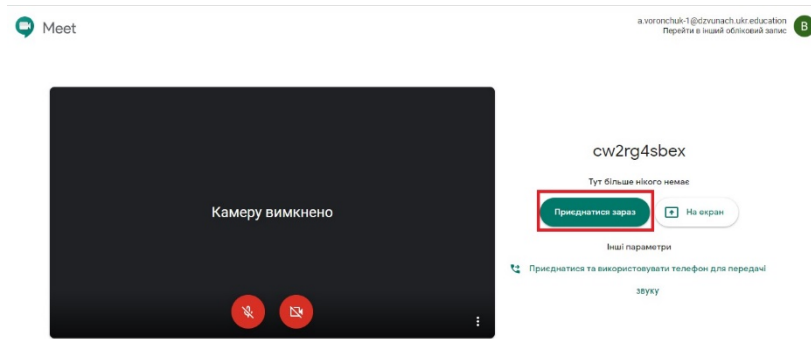 Meet
a.voronchuk-1@dzvunach.ukr.education
Перейти в інший обліковий запис
В
Камеру вимкнено
cw2rg4sbex
Тут більше нікого немає
Приєднатися зараз
На екран
Інші параметри
Приєднатися та використовувати телефон для передачі
звуку